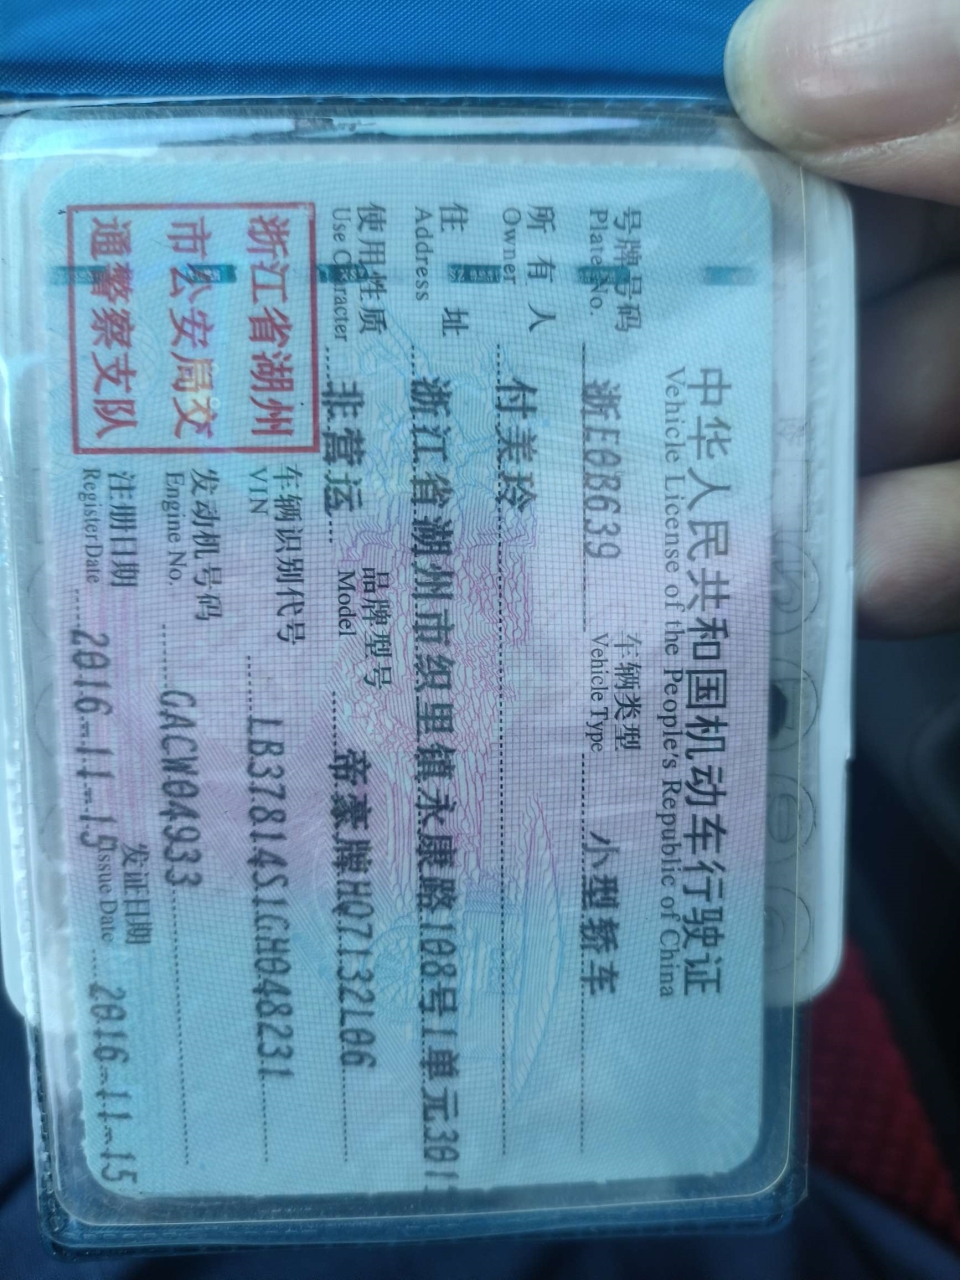 中华人民共和国机动车行驶证
Vehicle License of the People's Republic of China
号牌号码 浙E0B639 车辆类型 小型轿车
Plate No. Vehicle Type
所有人 付美玲
Owner
住址 浙江省湖州市织里镇永康路108号1单元301
Address
使用性质 非营运 品牌型号 帝豪牌HQ7132L06
Use Character Model
浙江省湖州
市公安局交
通警察支队
车辆识别代号 LB37814S1GH048231
VIN
发动机号码 GACW04933
Engine No.
注册日期 2016-11-15 发证日期 2016-11-15
Register Date Issue Date